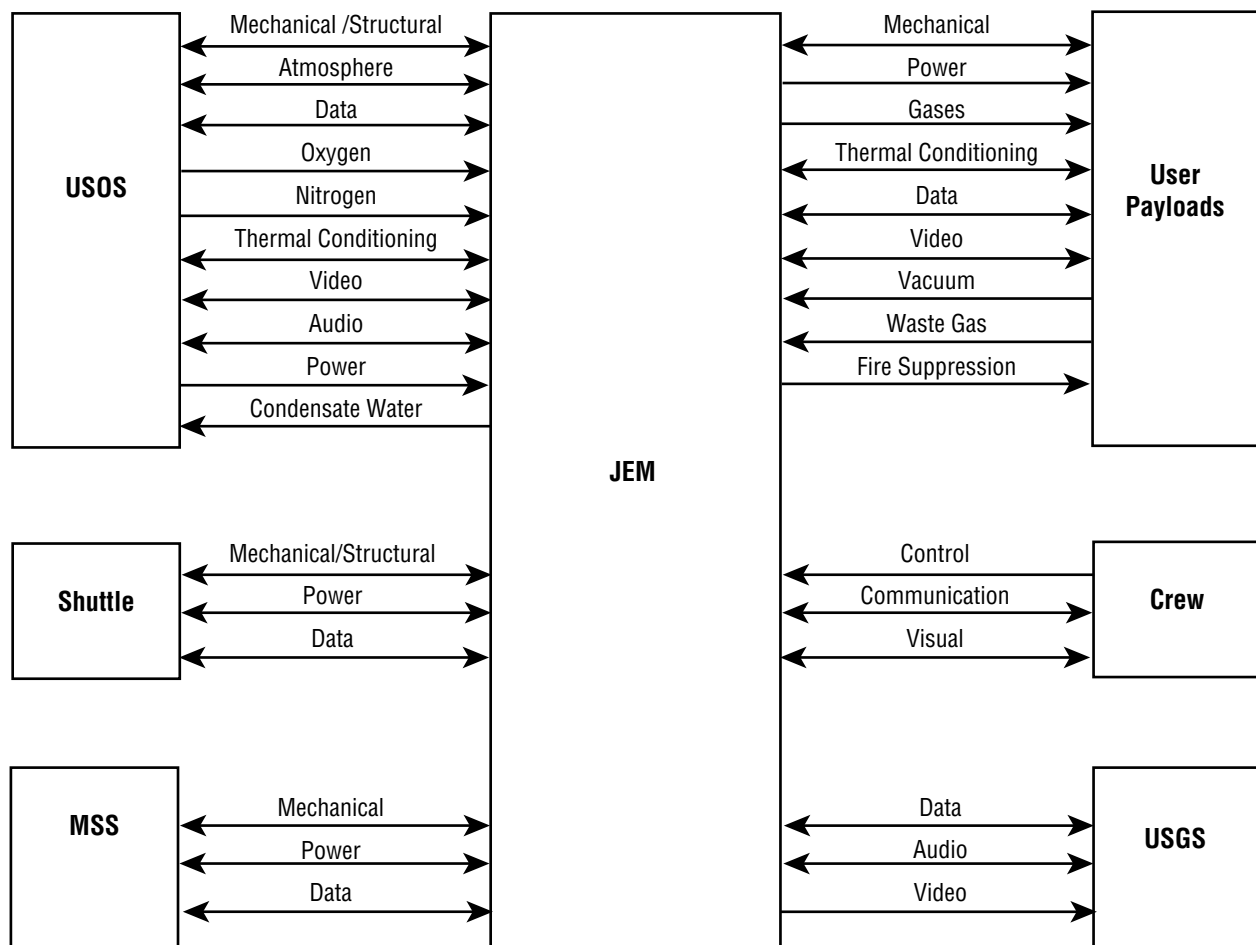 Mechanical /Structural
Atmosphere
Data
Oxygen
USOS
Nitrogen
Thermal Conditioning
Video
Audio
Power
Condensate Water
Mechanical
Power
Gases
Thermal Conditioning
User
Payloads
Data
Video
Vacuum
Waste Gas
Fire Suppression
JEM
Mechanical/Structural
Shuttle
Power
Data
Control
Communication
Crew
Visual
MSS
Mechanical
Power
Data
Data
Audio
USGS
Video